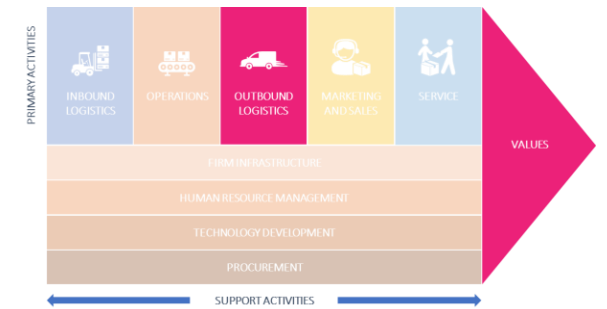 PRIMARY ACTIVITIES
INBOUND
LOGISTICS
OPERATIONS
OUTBOUND
LOGISTICS
MARKETING
AND SALES
SERVICE
VALUES
FIRM INFRASTRUCTURE
HUMAN RESOURCE MANAGEMENT
TECHNOLOGY DEVELOPMENT
PROCUREMENT
SUPPORT ACTIVITIES